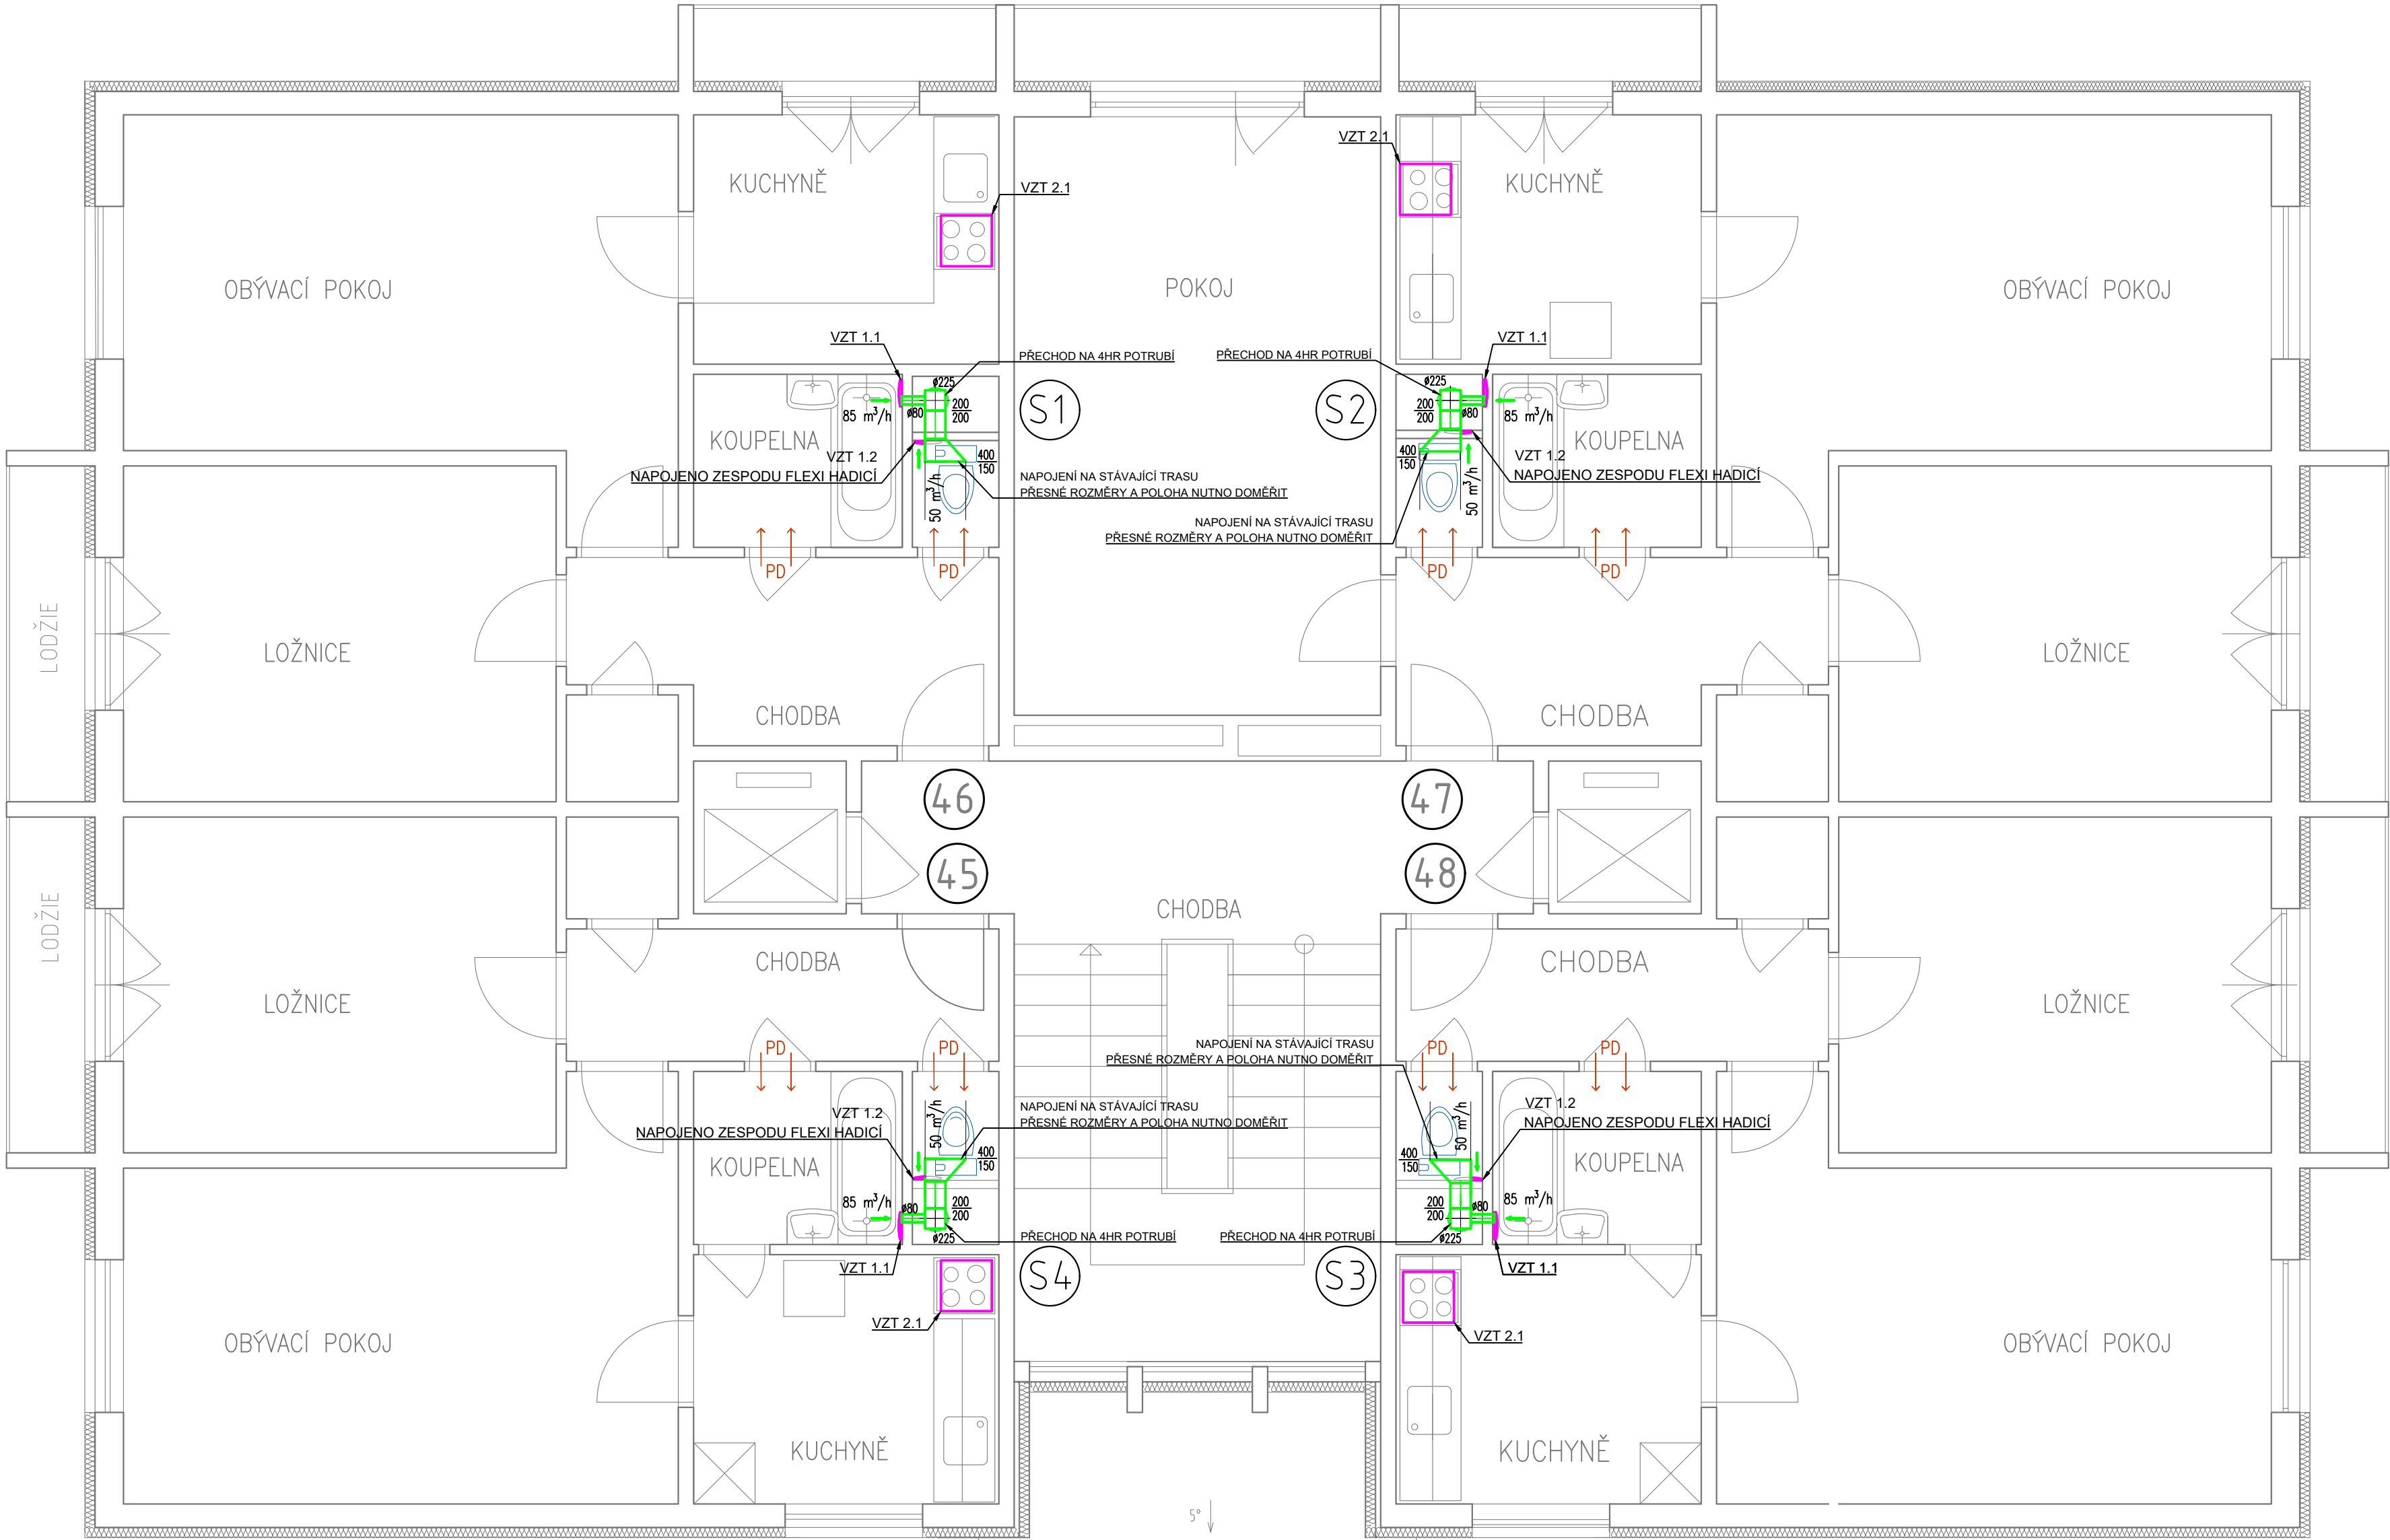 VZT 2.1
KUCHYNĚ
VZT 2.1
KUCHYNĚ
OBÝVACÍ POKOJ
POKOJ
OBÝVACÍ POKOJ
VZT 1.1
PŘECHOD NA 4HR POTRUBÍ
PŘECHOD NA 4HR POTRUBÍ
VZT 1.1
ø225
ø225
85 m³/h
ø80
200
200
S1
S2
200
200
ø80
85 m³/h
KOUPELNA
KOUPELNA
VZT 1.2
NAPOJENO ZESPODU FLEXI HADICÍ
400
150
50 m³/h
NAPOJENÍ NA STÁVAJÍCÍ TRASU
PŘESNÉ ROZMĚRY A POLOHA NUTNO DOMĚŘIT
400
150
50 m³/h
VZT 1.2
NAPOJENO ZESPODU FLEXI HADICÍ
NAPOJENÍ NA STÁVAJÍCÍ TRASU
PŘESNÉ ROZMĚRY A POLOHA NUTNO DOMĚŘIT
PD
PD
PD
PD
LODŽIE
LOŽNICE
LOŽNICE
CHODBA
CHODBA
46
47
45
48
LODŽIE
CHODBA
CHODBA
CHODBA
LOŽNICE
LOŽNICE
PD
PD
PD
PD
NAPOJENÍ NA STÁVAJÍCÍ TRASU
PŘESNÉ ROZMĚRY A POLOHA NUTNO DOMĚŘIT
VZT 1.2
NAPOJENO ZESPODU FLEXI HADICÍ
50 m³/h
NAPOJENÍ NA STÁVAJÍCÍ TRASU
PŘESNÉ ROZMĚRY A POLOHA NUTNO DOMĚŘIT
50 m³/h
VZT 1.2
NAPOJENO ZESPODU FLEXI HADICÍ
KOUPELNA
400
150
400
150
KOUPELNA
85 m³/h
ø80
200
200
200
200
ø80
85 m³/h
ø225
PŘECHOD NA 4HR POTRUBÍ
PŘECHOD NA 4HR POTRUBÍ
ø225
VZT 1.1
S4
S3
VZT 1.1
VZT 2.1
VZT 2.1
OBÝVACÍ POKOJ
OBÝVACÍ POKOJ
KUCHYNĚ
KUCHYNĚ
5°